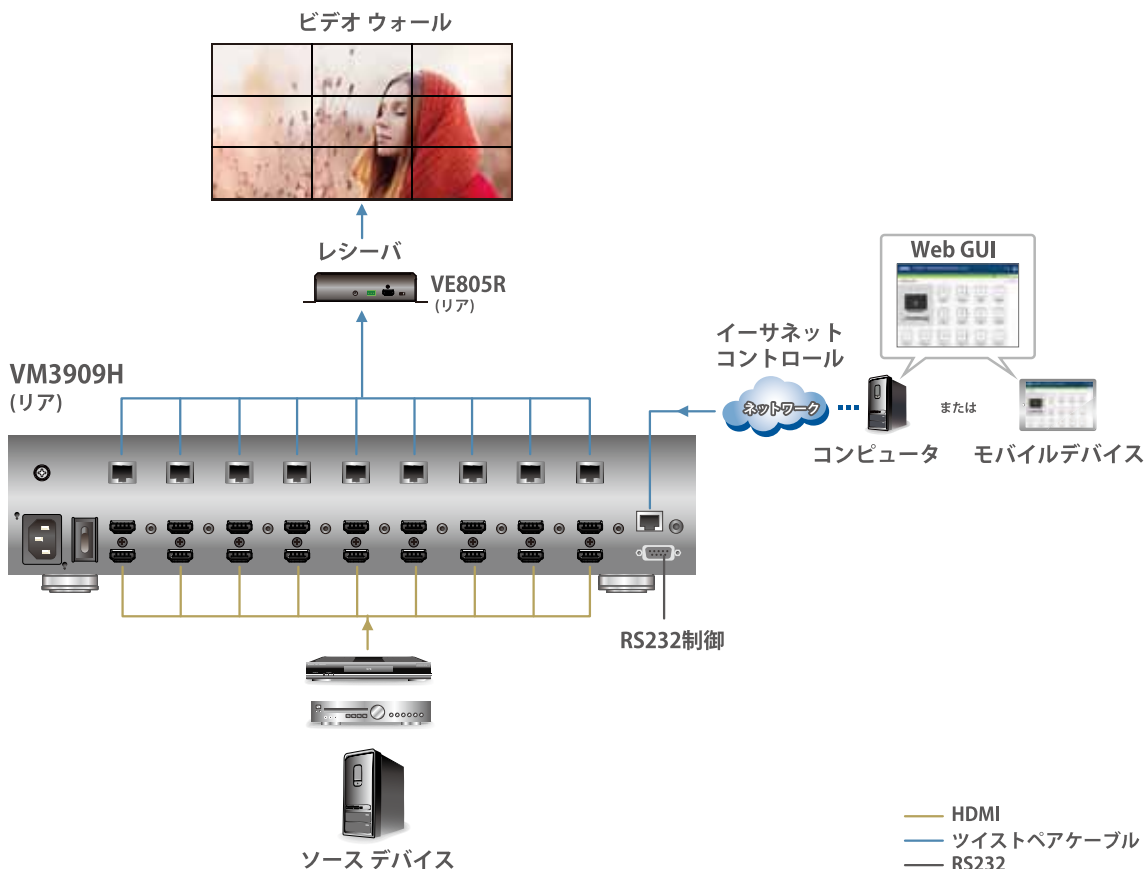 ビデオ ウォール
レシーバ
VE805R
(リア)
Web GUI
イーサネット
コントロール
VM3909H
(リア)
ネットワーク
または
コンピュータ
モバイルデバイス
RS232制御
ソース デバイス
HDMI
ツイストペアケーブル
RS232